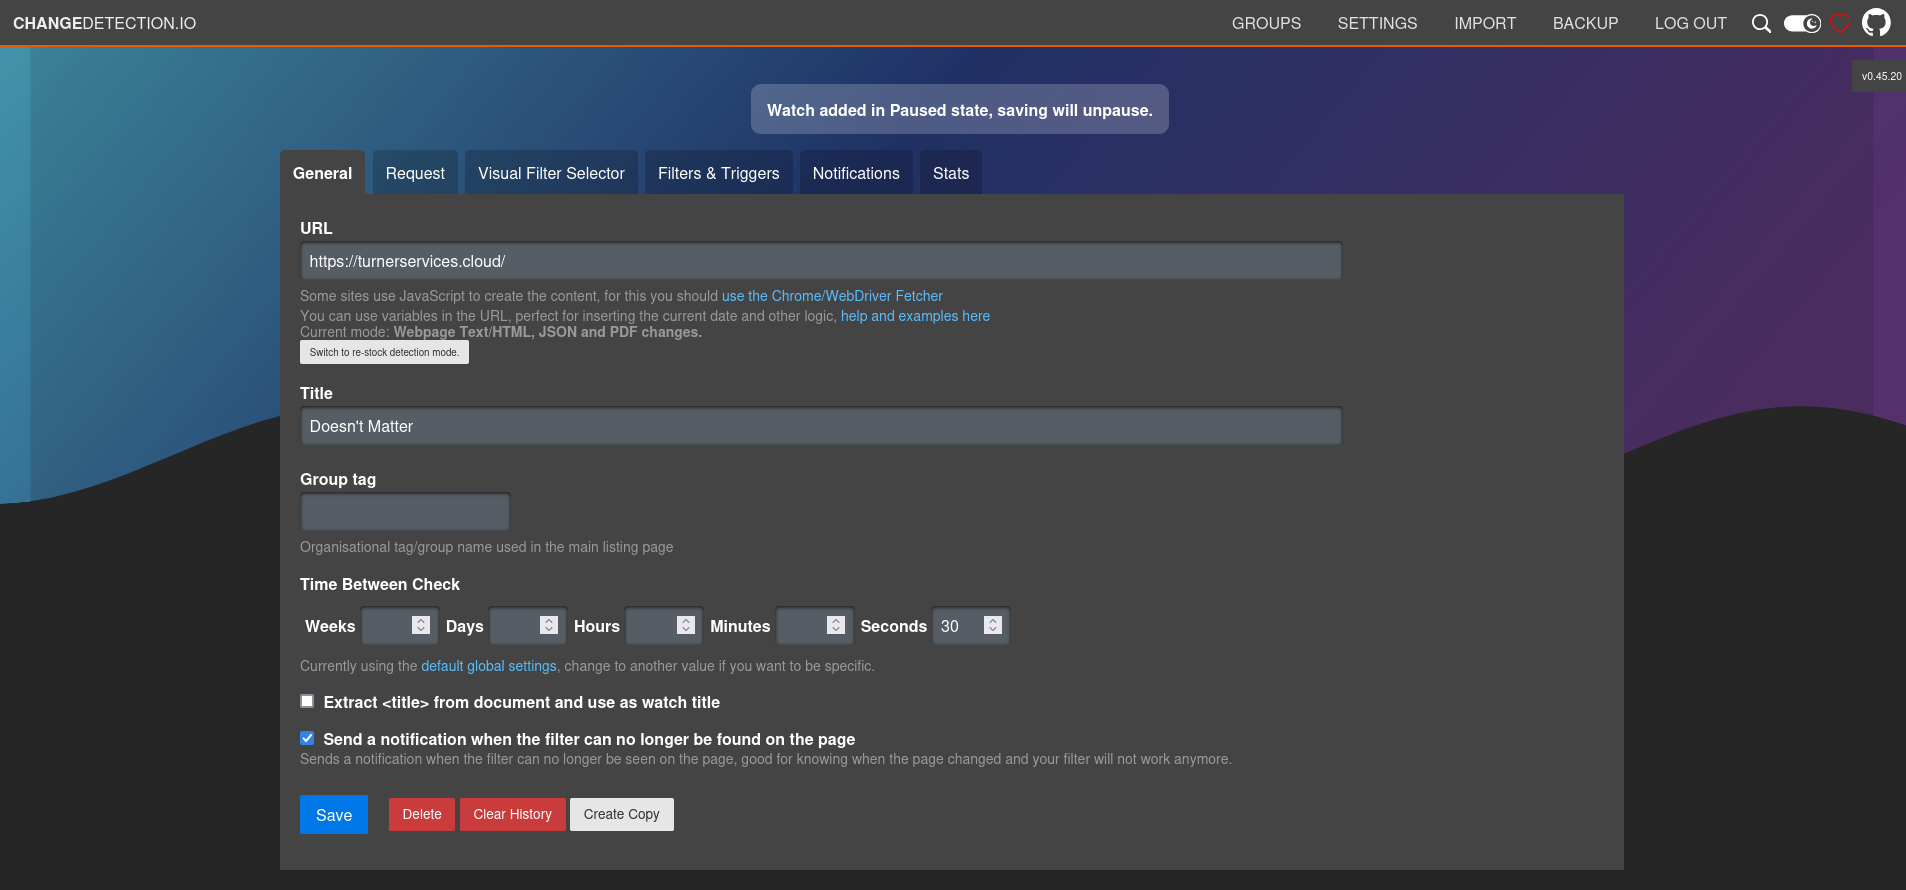 CHANGEDETECTION.IO
GROUPS SETTINGS IMPORT BACKUP LOG OUT
v0.45.20
Watch added in Paused state, saving will unpause.
General Request Visual Filter Selector Filters & Triggers Notifications Stats
URL
https://turnerservices.cloud/
Some sites use JavaScript to create the content, for this you should use the Chrome/WebDriver Fetcher
You can use variables in the URL, perfect for inserting the current date and other logic, help and examples here
Current mode: Webpage Text/HTML, JSON and PDF changes.
Switch to re-stock detection mode.
Title
Doesn't Matter
Group tag
Organisational tag/group name used in the main listing page
Time Between Check
Weeks Days Hours Minutes Seconds 30
Currently using the default global settings, change to another value if you want to be specific.
Extract <title> from document and use as watch title
Send a notification when the filter can no longer be found on the page
Sends a notification when the filter can no longer be seen on the page, good for knowing when the page changed and your filter will not work anymore.
Save Delete Clear History Create Copy